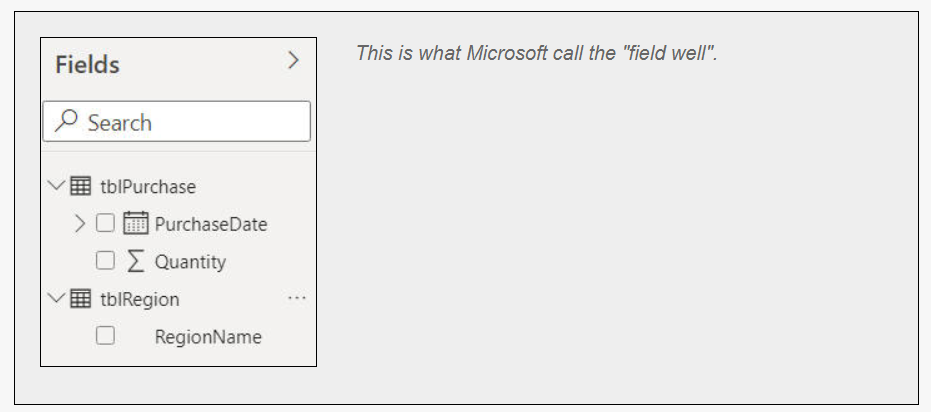 Fields
This is what Microsoft call the "field well".
Search
tblPurchase
PurchaseDate
Quantity
tblRegion
RegionName